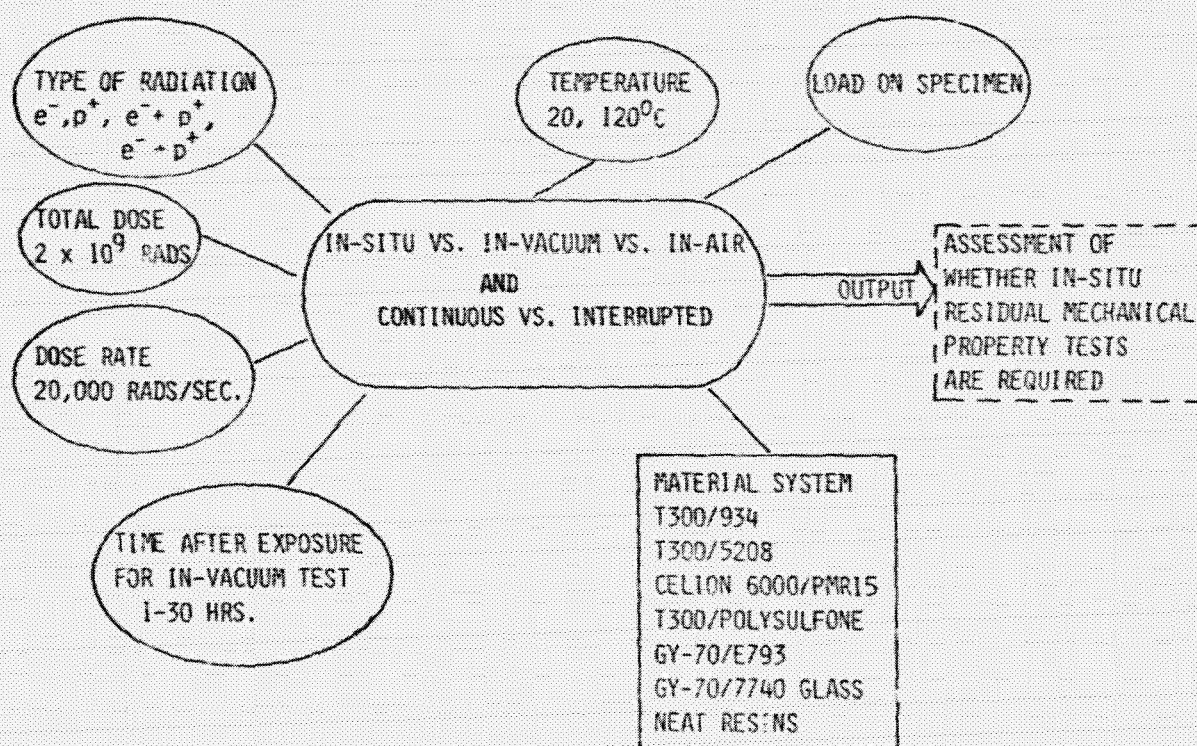 TYPE OF RADIATION
e⁻,p⁺, e⁻+ p⁺,
e⁻ → p⁺
TEMPERATURE
20, 120⁰C
LOAD ON SPECIMEN
TOTAL DOSE
2 x 10⁹ RADS
IN-SITU VS. IN-VACUUM VS. IN-AIR
AND
CONTINUOUS VS. INTERRUPTED
OUTPUT
ASSESSMENT OF
WHETHER IN-SITU
RESIDUAL MECHANICAL
PROPERTY TESTS
ARE REQUIRED
DOSE RATE
20,000 RADS/SEC.
TIME AFTER EXPOSURE
FOR IN-VACUUM TEST
1-30 HRS.
MATERIAL SYSTEM
T300/934
T300/5208
CELION 6000/PMR15
T300/POLYSULFONE
GY-70/E793
GY-70/7740 GLASS
NEAT RESINS